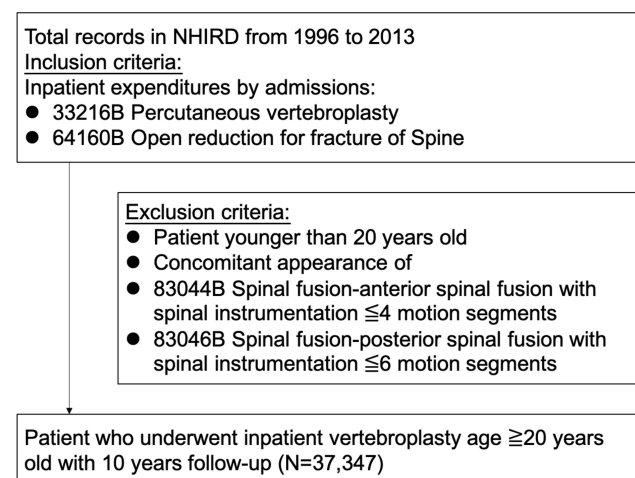 Total records in NHIRD from 1996 to 2013
Inclusion criteria:
Inpatient expenditures by admissions:
● 33216B Percutaneous vertebroplasty
● 64160B Open reduction for fracture of Spine
Exclusion criteria:
● Patient younger than 20 years old
● Concomitant appearance of
● 83044B Spinal fusion-anterior spinal fusion with
spinal instrumentation ≦4 motion segments
● 83046B Spinal fusion-posterior spinal fusion with
spinal instrumentation ≦6 motion segments
Patient who underwent inpatient vertebroplasty age ≧20 years
old with 10 years follow-up (N=37,347)